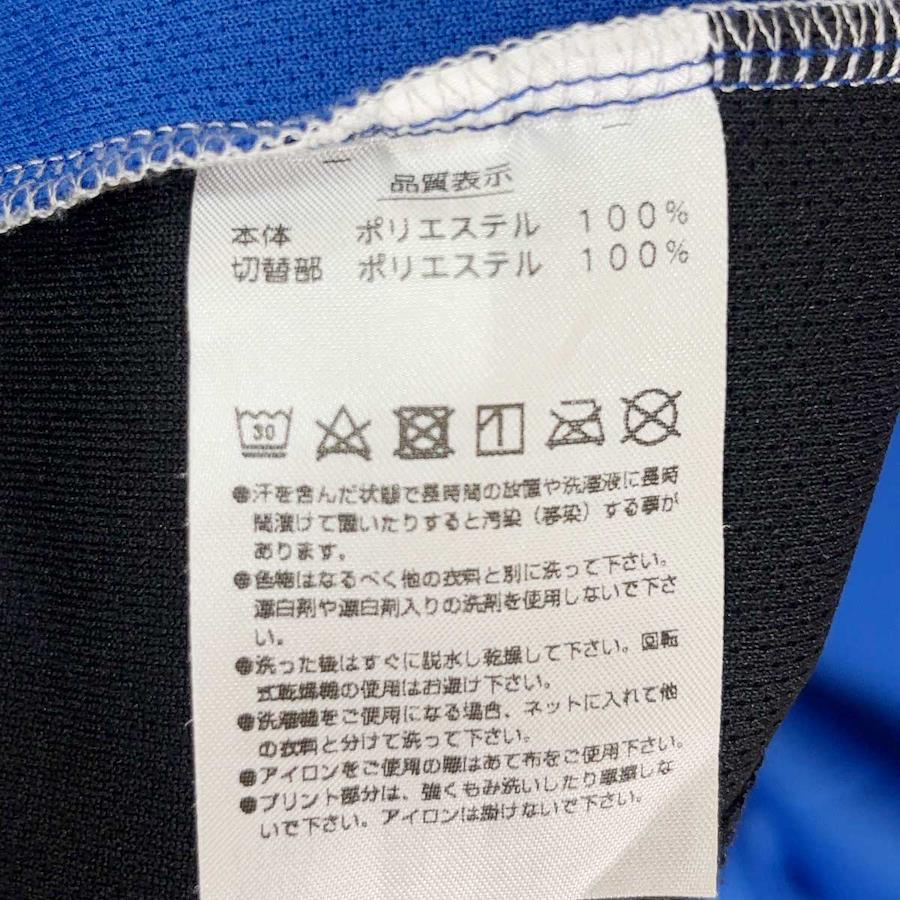 品質表示
本体 ポリエステル 100%
切替部 ポリエステル 100%
30
●汗を含んだ状態で長時間の放置や洗濯液に長時
間漬けて置いたりすると汚染（移染）する事が
あります。
●色物はなるべく他の衣料と別に洗って下さい。
漂白剤や漂白剤入りの洗剤を使用しないで下さ
い。
●洗った後はすぐに脱水し乾燥して下さい。回転
式乾燥機の使用はお避け下さい。
●洗濯機をご使用になる場合、ネットに入れて他
の衣料と分けて洗って下さい。
●アイロンをご使用の際はあて布をご使用下さい。
●プリント部分は、強くもみ洗いしたり摩擦しな
いで下さい。アイロンは掛けないで下さい。